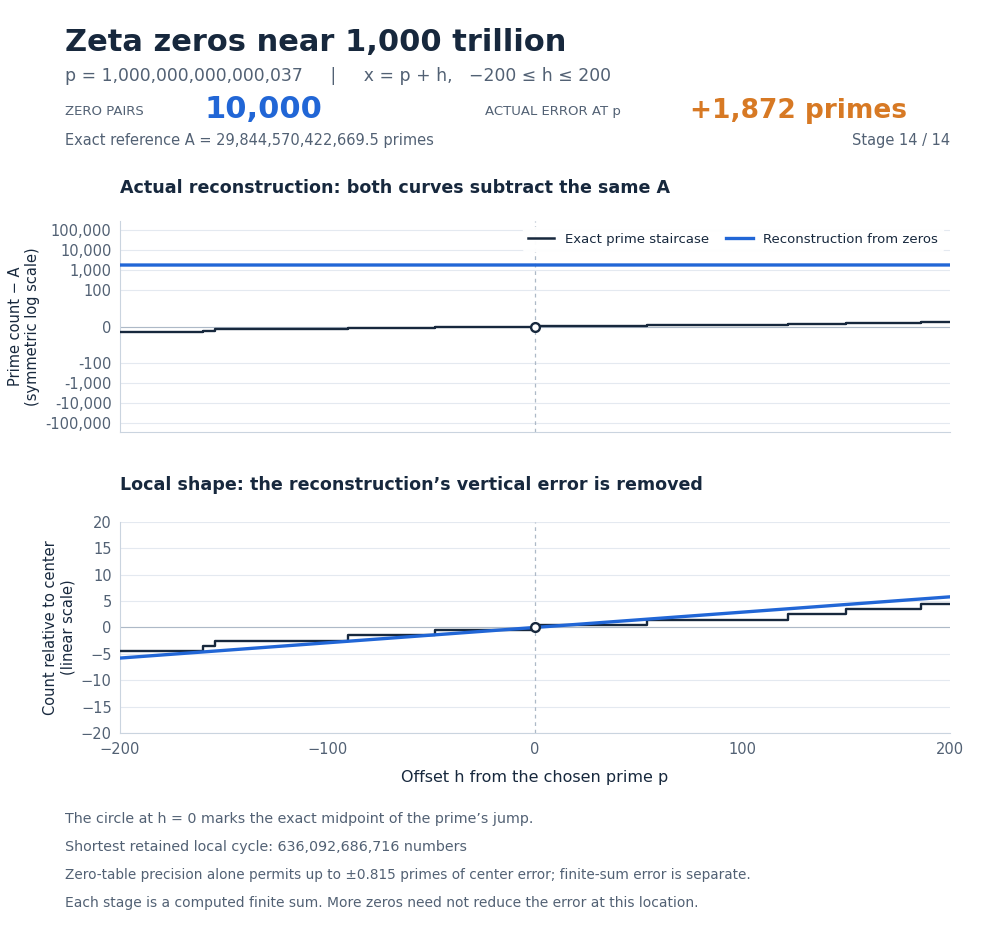 Zeta zeros near 1,000 trillion
p = 1,000,000,000,000,037 | x = p + h, −200 ≤ h ≤ 200
ZERO PAIRS 10,000 ACTUAL ERROR AT p +1,872 primes
Exact reference A = 29,844,570,422,669.5 primes Stage 14 / 14
Actual reconstruction: both curves subtract the same A
Prime count − A
(symmetric log scale)
100,000
10,000
1,000
100
0
-100
-1,000
-10,000
-100,000
Exact prime staircase Reconstruction from zeros
Local shape: the reconstruction’s vertical error is removed
Count relative to center
(linear scale)
20
15
10
5
0
−5
−10
−15
−20
−200 −100 0 100 200
Offset h from the chosen prime p
The circle at h = 0 marks the exact midpoint of the prime’s jump.
Shortest retained local cycle: 636,092,686,716 numbers
Zero-table precision alone permits up to ±0.815 primes of center error; finite-sum error is separate.
Each stage is a computed finite sum. More zeros need not reduce the error at this location.